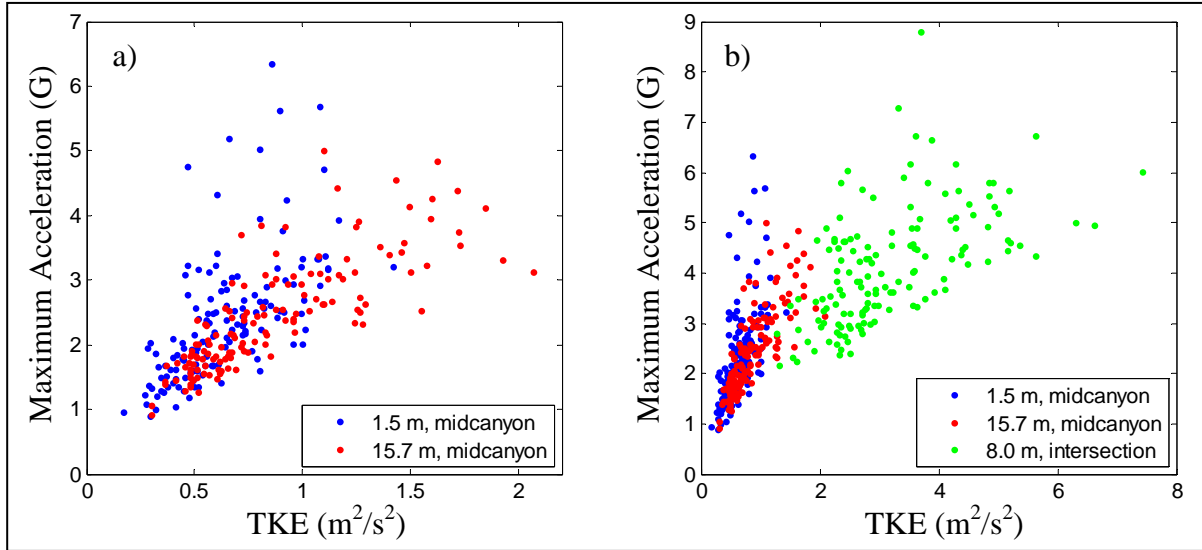 a)
Maximum Acceleration (G)
7
6
5
4
3
2
1
0
0 0.5 1 1.5 2
TKE (m²/s²)
1.5 m, midcanyon
15.7 m, midcanyon
b)
Maximum Acceleration (G)
9
8
7
6
5
4
3
2
1
0
0 2 4 6 8
TKE (m²/s²)
1.5 m, midcanyon
15.7 m, midcanyon
8.0 m, intersection